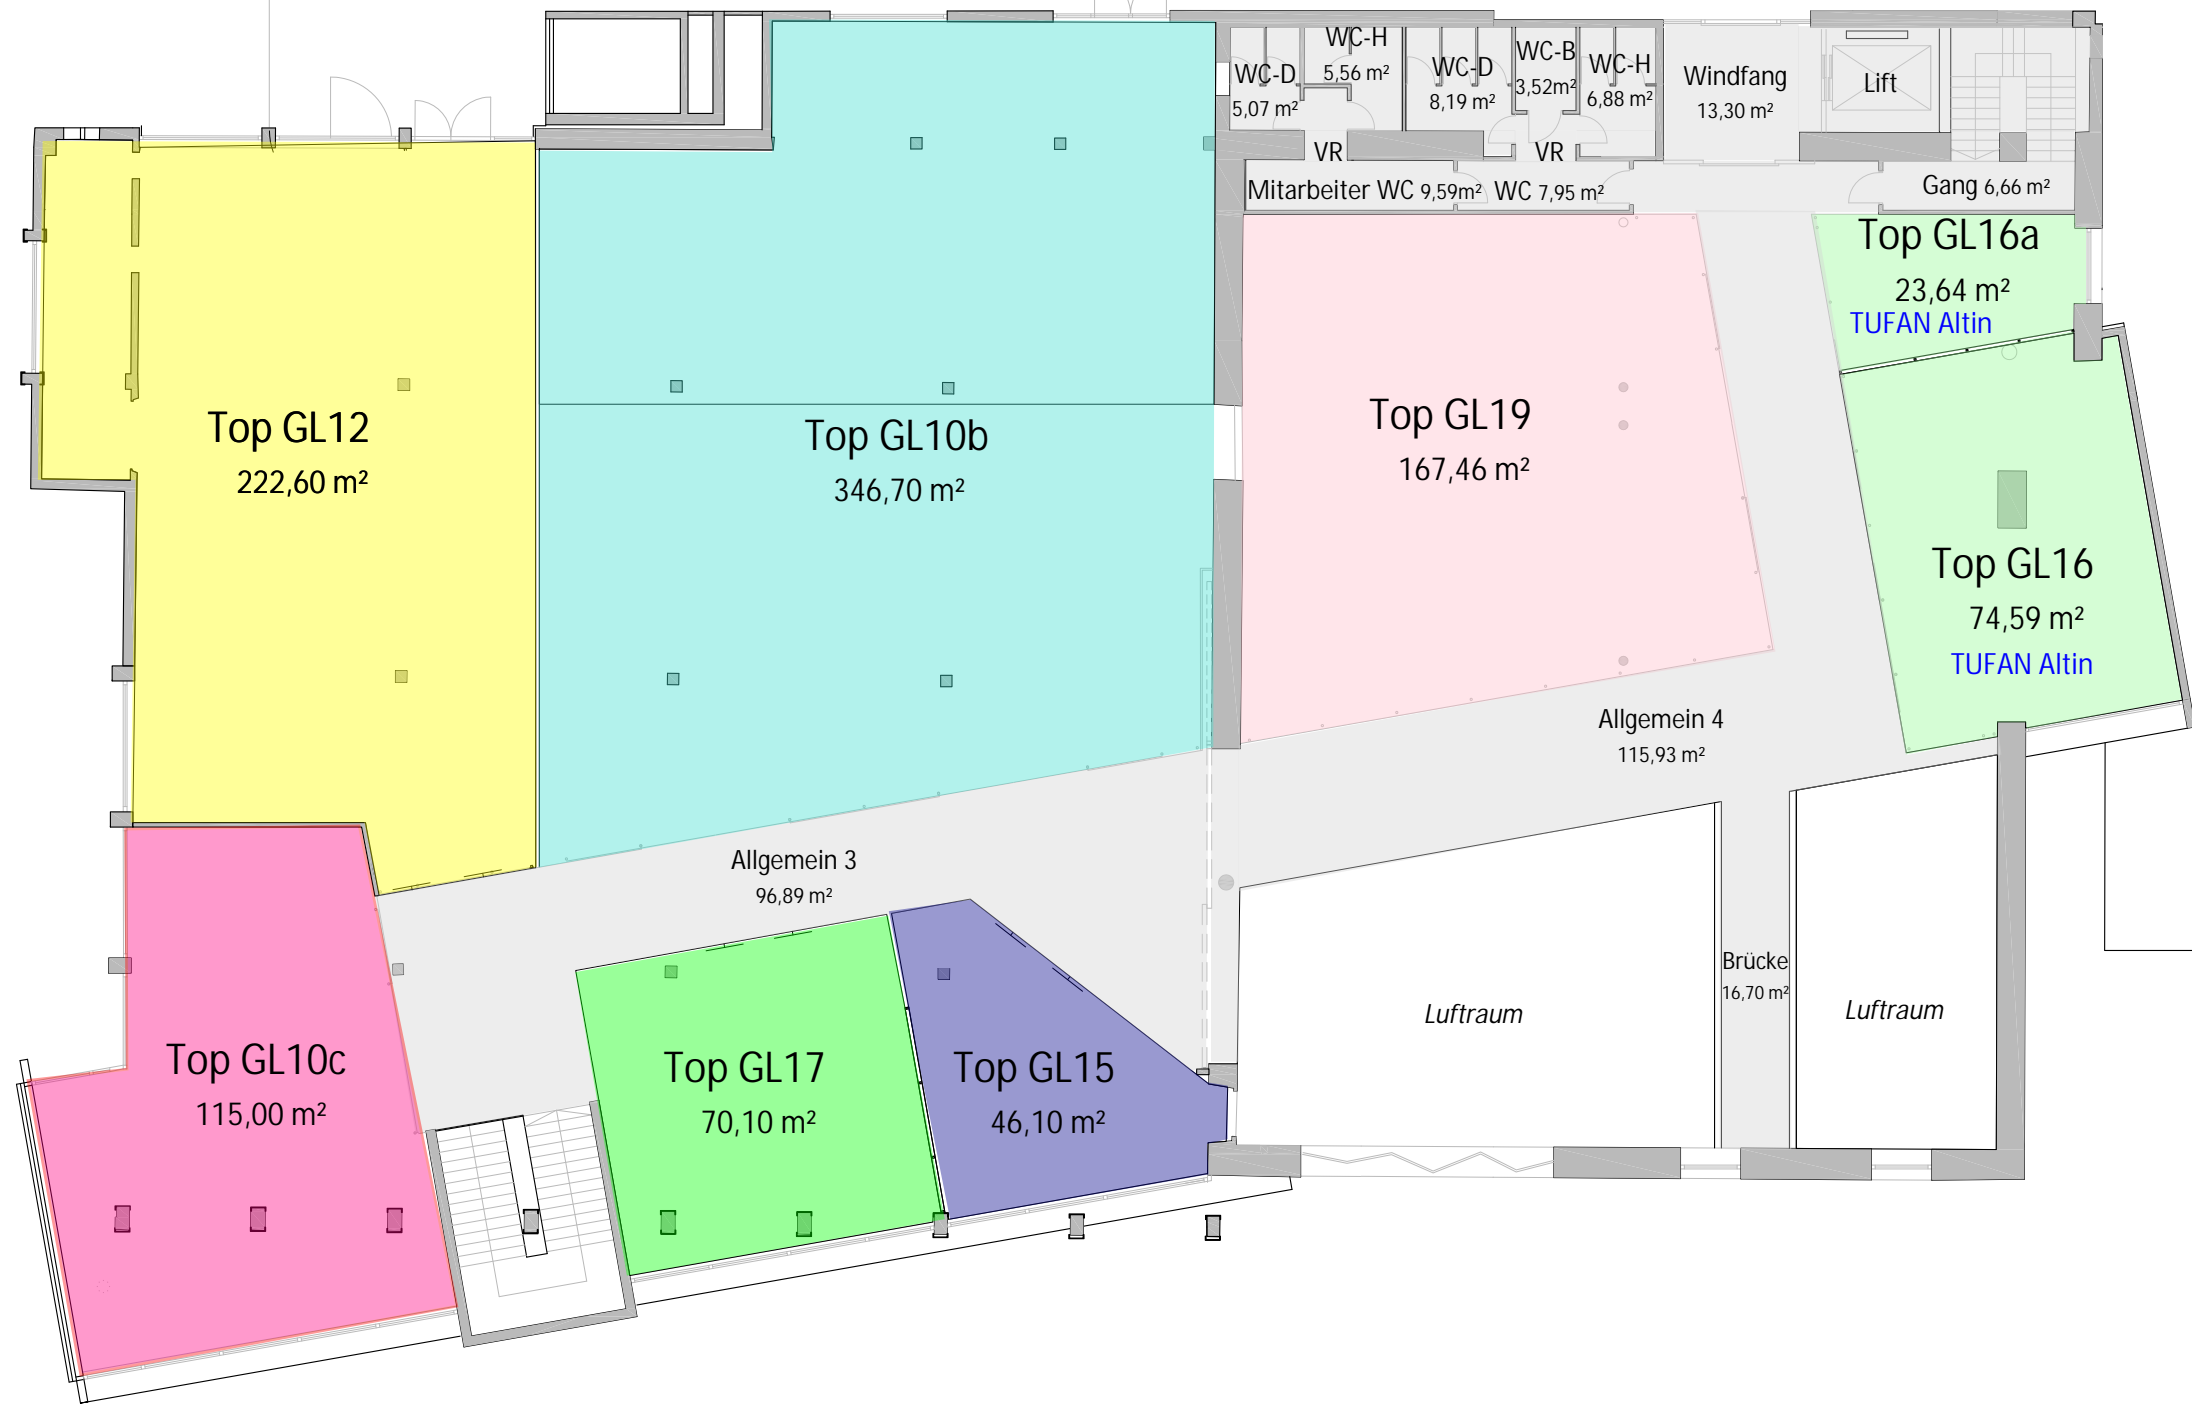 WC-D
5,07 m²
WC-H
5,56 m²
WC-D
8,19 m²
WC-B
3,52m²
WC-H
6,88 m²
Windfang
13,30 m²
Lift
VR
Mitarbeiter WC 9,59m²
VR
WC 7,95 m²
Gang 6,66 m²
Top GL16a
23,64 m²
TUFAN Altin
Top GL12
222,60 m²
Top GL10b
346,70 m²
Top GL19
167,46 m²
Top GL16
74,59 m²
TUFAN Altin
Allgemein 4
115,93 m²
Allgemein 3
96,89 m²
Brücke
16,70 m²
Luftraum
Luftraum
Top GL10c
115,00 m²
Top GL17
70,10 m²
Top GL15
46,10 m²